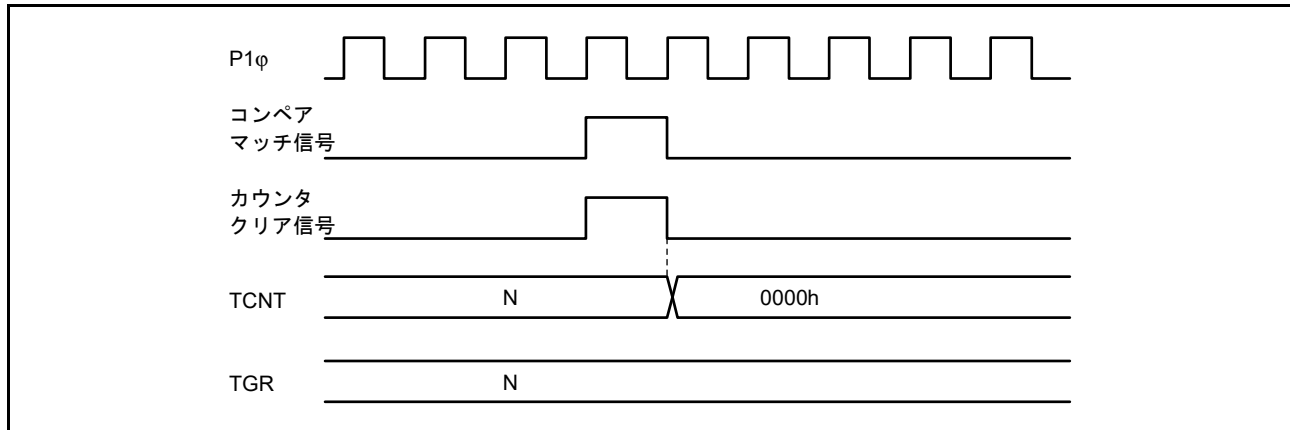 P1φ
コンペア
マッチ信号
カウンタ
クリア信号
TCNT N 0000h
TGR N